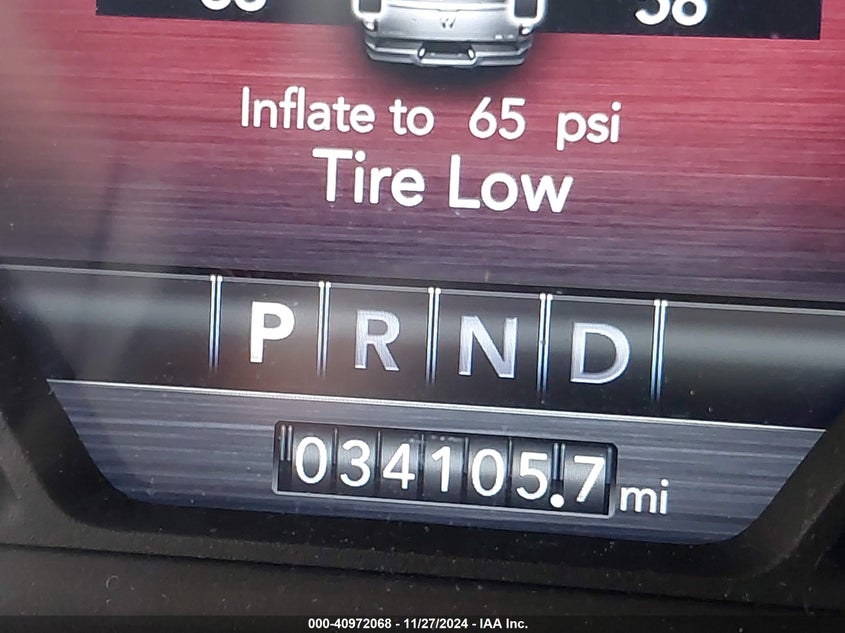 Inflate to 65 psi
Tire Low
P R N D
034105.7 mi
000-40972068 - 11/27/2024 - IAA Inc.